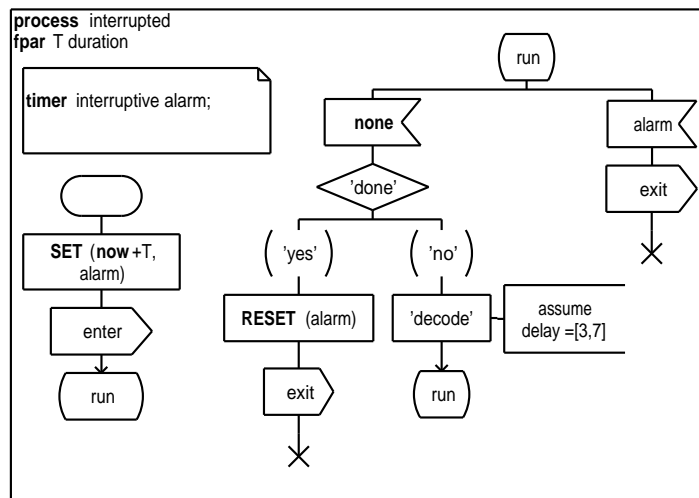 process interrupted
fpar T duration
timer interruptive alarm;
SET (now +T,
alarm)
enter
run
run
none
'done'
'yes'
'no'
RESET (alarm)
'decode'
assume
delay =[3,7]
exit
run
alarm
exit